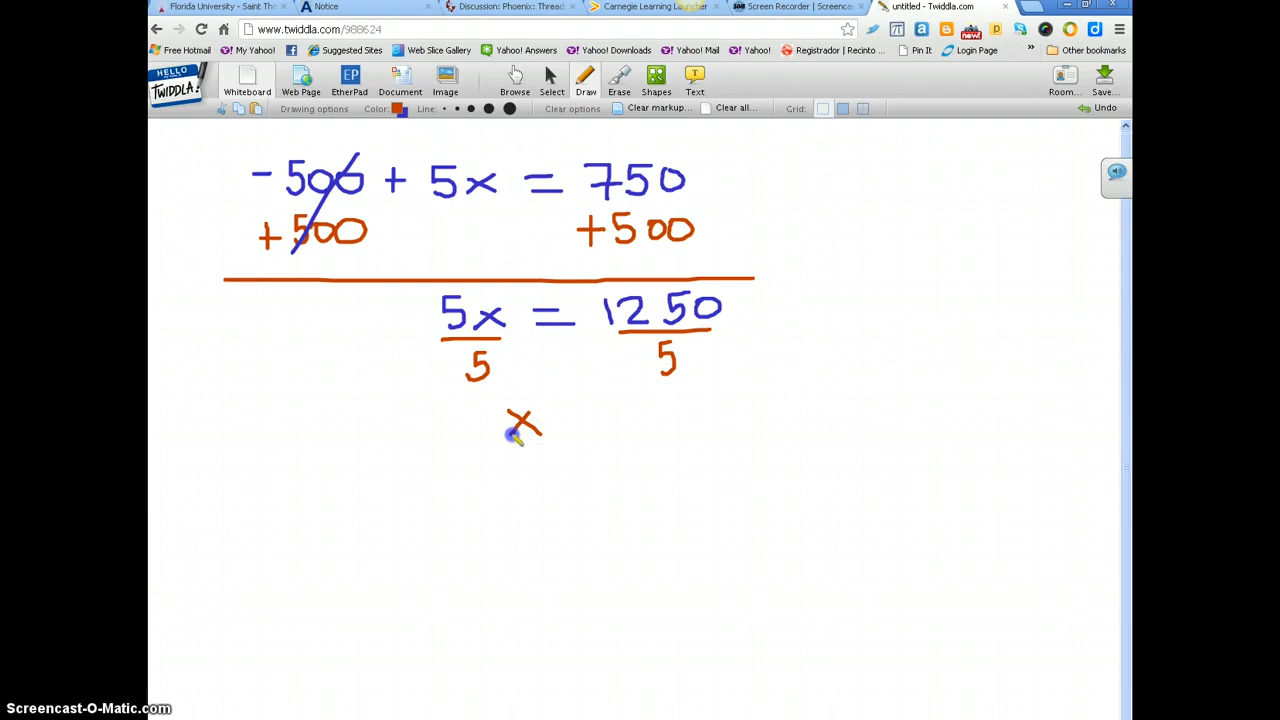 Florida University - Saint Tho
Notice
Discussion: Phoenix: Thread:
Carnegie Learning Launcher
Screen Recorder | Screencas
untitled - Twiddla.com
www.twiddla.com/988624
Free Hotmail
My Yahoo!
Suggested Sites
Web Slice Gallery
Yahoo! Answers
Yahoo! Downloads
Yahoo! Mail
Yahoo!
Registrador | Recinto ...
Pin It
Login Page
»
Other bookmarks
HELLO
TWIDDLA!
Whiteboard
Web Page
EP
EtherPad
Document
Image
Browse
Select
Draw
Erase
Shapes
T
Text
Room...
Save...
Drawing options
Color:
Line:
Clear options
Clear markup...
Clear all...
Grid:
Undo
-500 + 5x = 750
+500 +500
5x = 1250
5 5
x
Screencast-O-Matic.com